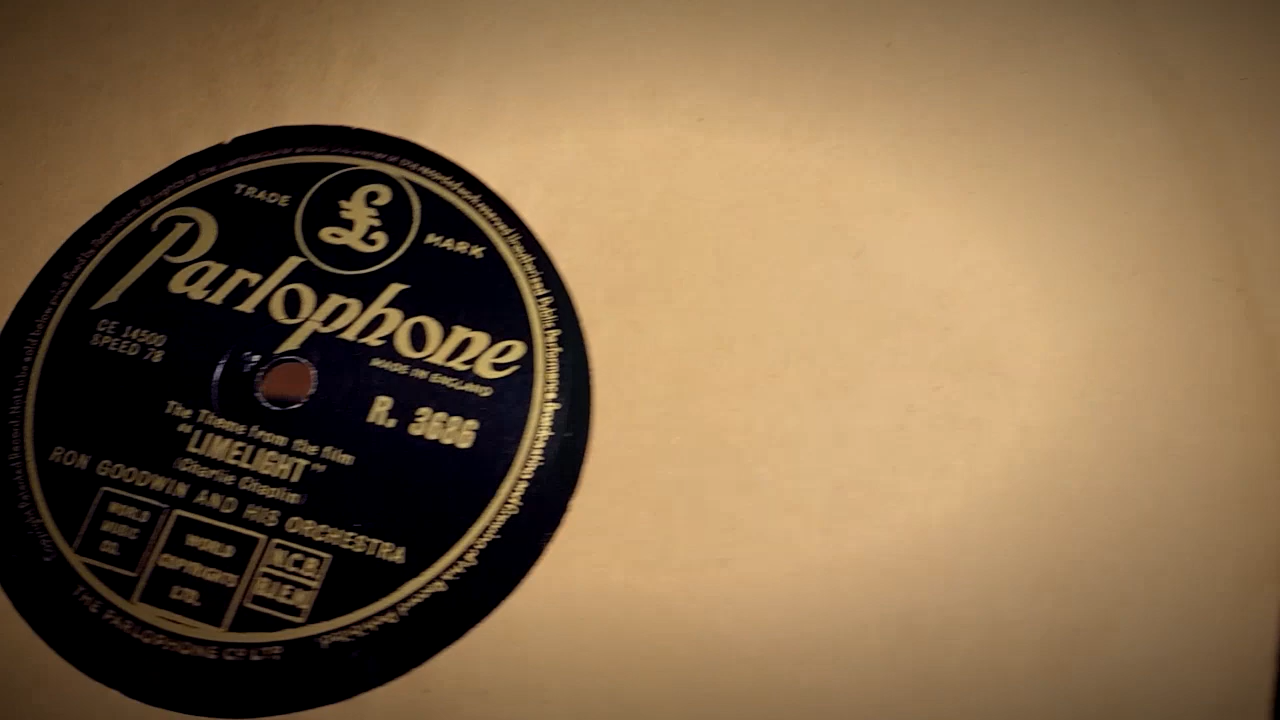 TRADE £ MARK
Parlophone
MADE IN ENGLAND
CE 14500
SPEED 78
R. 3686
The Theme from the film
"LIMELIGHT"
(Charlie Chaplin)
RON GOODWIN AND HIS ORCHESTRA
WORLD
MUSIC
CO.
WORLD
COPYRIGHTS
LTD.
N.C.B.
B.I.E.M.
THE PARLOPHONE CO LTD